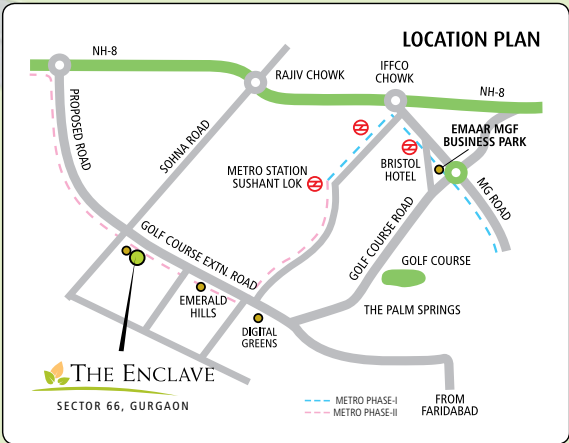 LOCATION PLAN
NH-8
RAJIV CHOWK
IFFCO
CHOWK
NH-8
EMAAR MGF
BUSINESS PARK
PROPOSED ROAD
SOHNA ROAD
METRO STATION
SUSHANT LOK
BRISTOL
HOTEL
MG ROAD
GOLF COURSE ROAD
GOLF COURSE EXTN. ROAD
GOLF COURSE
EMERALD
HILLS
THE PALM SPRINGS
DIGITAL
GREENS
THE ENCLAVE
SECTOR 66, GURGAON
METRO PHASE-I
METRO PHASE-II
FROM
FARIDABAD